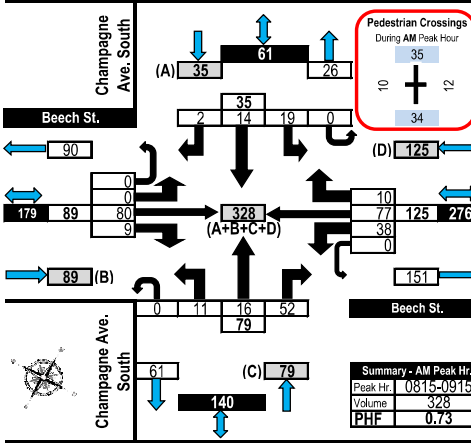 Champagne
Ave. South
61
(A) 35
26
Pedestrian Crossings
During AM Peak Hour
35
10
12
34
35
2 14 19 0
Beech St.
90
(D) 125
0
0
179 89 80
9
328
(A+B+C+D)
10
77 125 276
38
0
89 (B)
151
0 11 16 52
79
Beech St.
Champagne Ave.
South
61
(C) 79
140
Summary - AM Peak Hr.
Peak Hr. 0815-0915
Volume 328
PHF 0.73